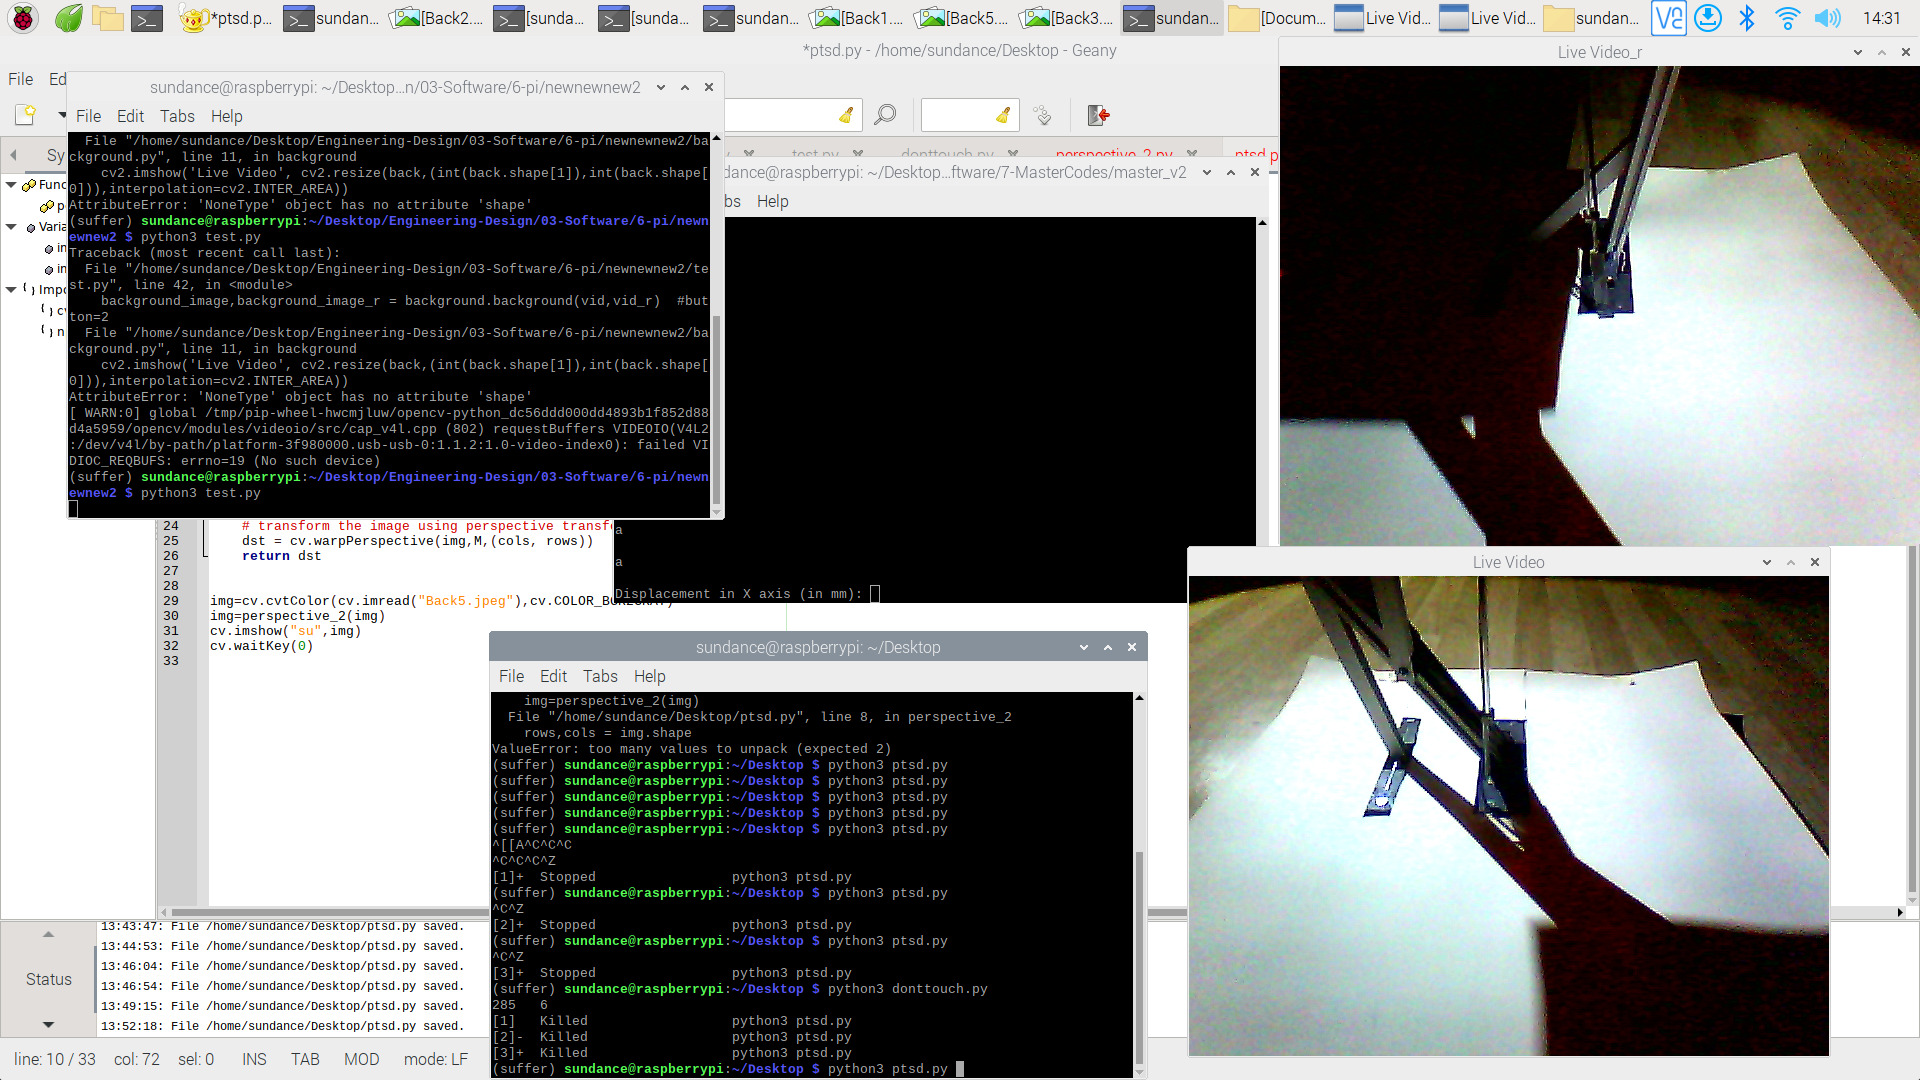 *ptsd.p...
sundan...
[Back2....
[sunda...
[sunda...
sundan...
[Back1....
[Back5....
[Back3....
sundan...
[Docum...
Live Vid...
Live Vid...
sundan...
14:31
*ptsd.py - /home/sundance/Desktop - Geany
File Ed
Live Video_r
sundance@raspberrypi: ~/Desktop...n/03-Software/6-pi/newnewnew2
File Edit Tabs Help
File "/home/sundance/Desktop/Engineering-Design/03-Software/6-pi/newnewnew2/ba
ckground.py", line 11, in background
cv2.imshow('Live Video', cv2.resize(back,(int(back.shape[1]),int(back.shape[
0])),interpolation=cv2.INTER_AREA))
AttributeError: 'NoneType' object has no attribute 'shape'
(suffer) sundance@raspberrypi:~/Desktop/Engineering-Design/03-Software/6-pi/newn
ewnew2 $ python3 test.py
Traceback (most recent call last):
File "/home/sundance/Desktop/Engineering-Design/03-Software/6-pi/newnewnew2/te
st.py", line 42, in <module>
background_image,background_image_r = background.background(vid,vid_r)  #but
ton=2
File "/home/sundance/Desktop/Engineering-Design/03-Software/6-pi/newnewnew2/ba
ckground.py", line 11, in background
cv2.imshow('Live Video', cv2.resize(back,(int(back.shape[1]),int(back.shape[
0])),interpolation=cv2.INTER_AREA))
AttributeError: 'NoneType' object has no attribute 'shape'
[ WARN:0] global /tmp/pip-wheel-hwcmjluw/opencv-python_dc56ddd000dd4893b1f852d88
d4a5959/opencv/modules/videoio/src/cap_v4l.cpp (802) requestBuffers VIDEOIO(V4L2
:/dev/v4l/by-path/platform-3f980000.usb-usb-0:1.1.2:1.0-video-index0): failed VI
DIOC_REQBUFS: errno=19 (No such device)
(suffer) sundance@raspberrypi:~/Desktop/Engineering-Design/03-Software/6-pi/newn
ewnew2 $ python3 test.py
Sy
Func
p
Varia
in
in
Impo
c
n
test.py
donttouch.py
perspective_2.py
ptsd.p
dance@raspberrypi: ~/Desktop...ftware/7-MasterCodes/master_v2
bs Help
a
a
Displacement in X axis (in mm):
24 # transform the image using perspective transf
25 dst = cv.warpPerspective(img,M,(cols, rows))
26 return dst
27
28
29 img=cv.cvtColor(cv.imread("Back5.jpeg"),cv.COLOR_BGR2GRAY)
30 img=perspective_2(img)
31 cv.imshow("su",img)
32 cv.waitKey(0)
33
Live Video
sundance@raspberrypi: ~/Desktop
File Edit Tabs Help
img=perspective_2(img)
File "/home/sundance/Desktop/ptsd.py", line 8, in perspective_2
rows,cols = img.shape
ValueError: too many values to unpack (expected 2)
(suffer) sundance@raspberrypi:~/Desktop $ python3 ptsd.py
(suffer) sundance@raspberrypi:~/Desktop $ python3 ptsd.py
(suffer) sundance@raspberrypi:~/Desktop $ python3 ptsd.py
(suffer) sundance@raspberrypi:~/Desktop $ python3 ptsd.py
(suffer) sundance@raspberrypi:~/Desktop $ python3 ptsd.py
^[[A^C^C^C
^C^C^C^Z
[1]+  Stopped                 python3 ptsd.py
(suffer) sundance@raspberrypi:~/Desktop $ python3 ptsd.py
^C^Z
[2]+  Stopped                 python3 ptsd.py
(suffer) sundance@raspberrypi:~/Desktop $ python3 ptsd.py
^C^Z
[3]+  Stopped                 python3 ptsd.py
(suffer) sundance@raspberrypi:~/Desktop $ python3 donttouch.py
285   6
[1]   Killed                  python3 ptsd.py
[2]-  Killed                  python3 ptsd.py
[3]+  Killed                  python3 ptsd.py
(suffer) sundance@raspberrypi:~/Desktop $ python3 ptsd.py
Status
13:43:47: File /home/sundance/Desktop/ptsd.py saved.
13:44:53: File /home/sundance/Desktop/ptsd.py saved.
13:46:04: File /home/sundance/Desktop/ptsd.py saved.
13:46:54: File /home/sundance/Desktop/ptsd.py saved.
13:49:15: File /home/sundance/Desktop/ptsd.py saved.
13:52:18: File /home/sundance/Desktop/ptsd.py saved.
line: 10 / 33 col: 72 sel: 0 INS TAB MOD mode: LF